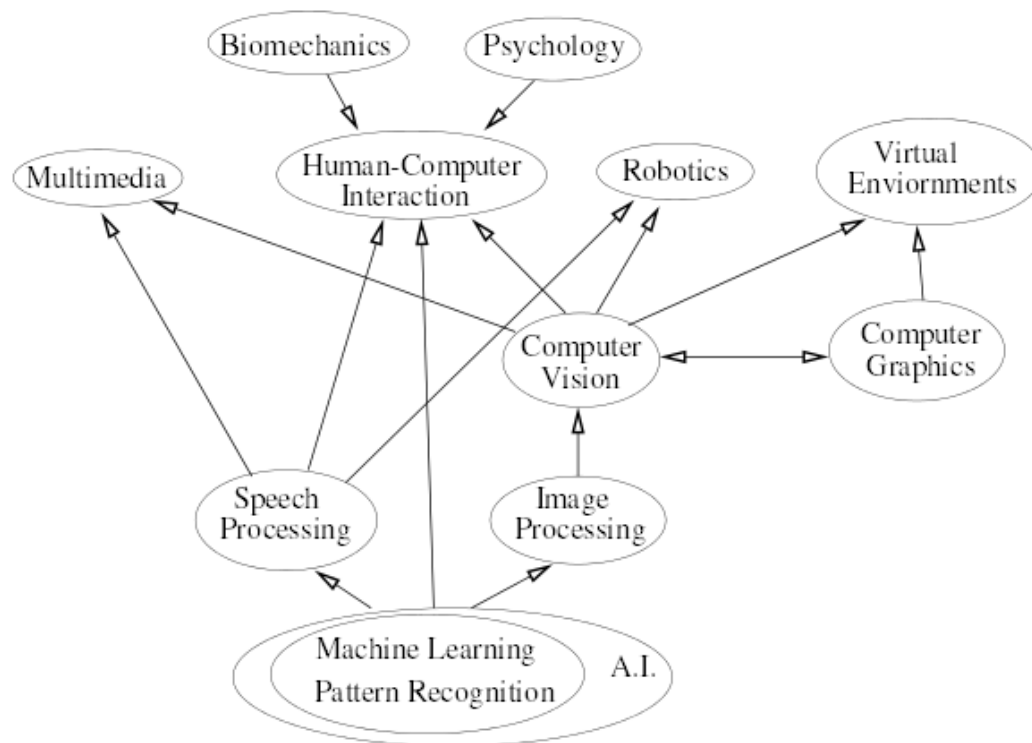 Biomechanics
Psychology
Multimedia
Human-Computer
Interaction
Robotics
Virtual
Enviornments
Computer
Vision
Computer
Graphics
Speech
Processing
Image
Processing
Machine Learning
Pattern Recognition
A.I.